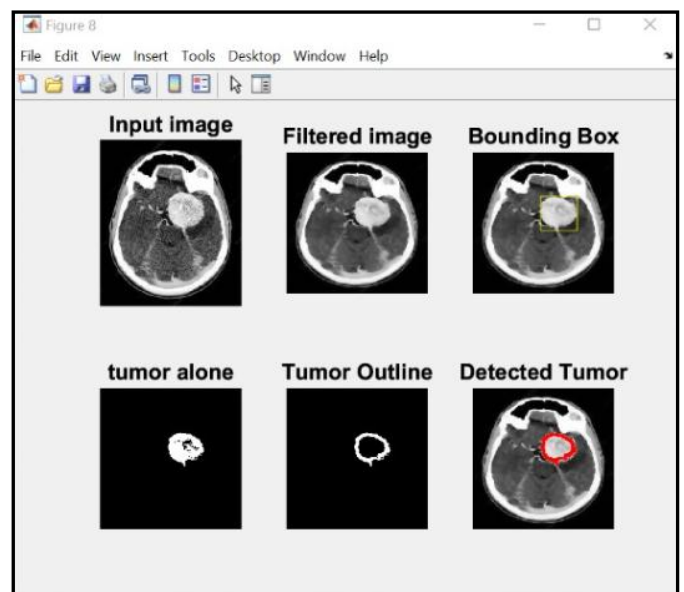 Figure 8
File Edit View Insert Tools Desktop Window Help
Input image
Filtered image
Bounding Box
tumor alone
Tumor Outline
Detected Tumor